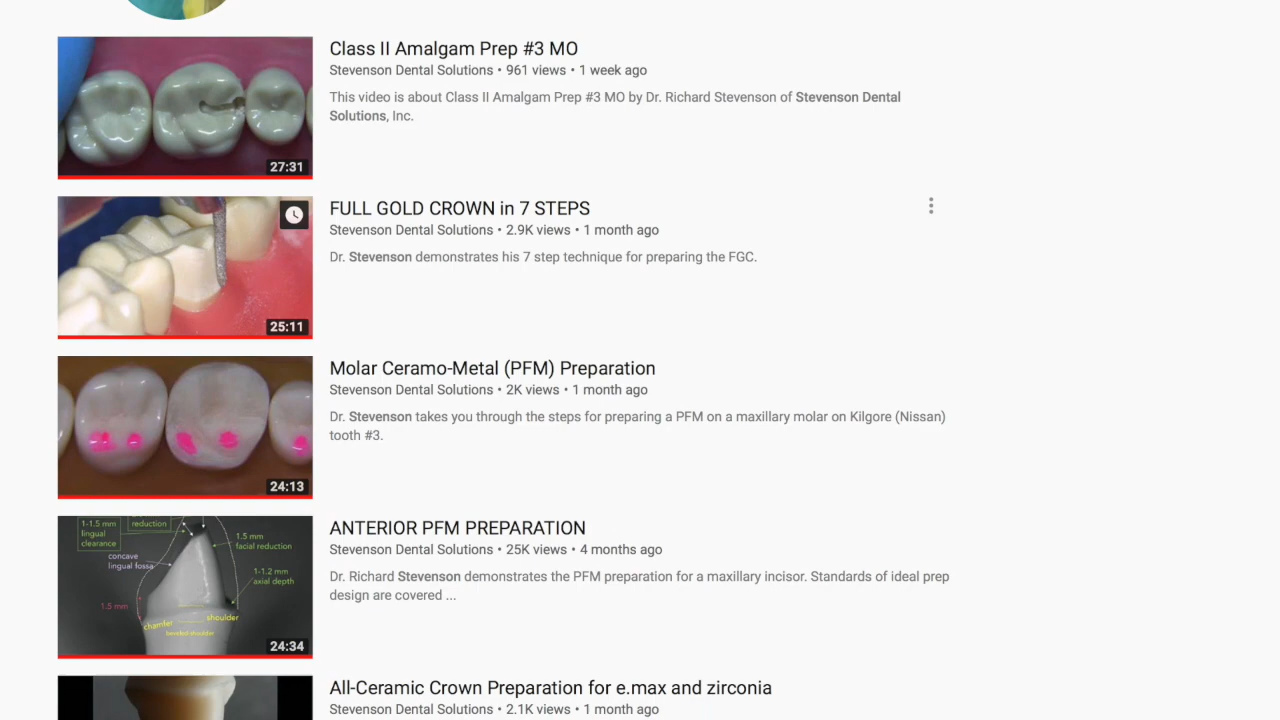 Class II Amalgam Prep #3 MO
Stevenson Dental Solutions • 961 views • 1 week ago
This video is about Class II Amalgam Prep #3 MO by Dr. Richard Stevenson of Stevenson Dental
Solutions, Inc.
27:31
FULL GOLD CROWN in 7 STEPS
Stevenson Dental Solutions • 2.9K views • 1 month ago
Dr. Stevenson demonstrates his 7 step technique for preparing the FGC.
25:11
Molar Ceramo-Metal (PFM) Preparation
Stevenson Dental Solutions • 2K views • 1 month ago
Dr. Stevenson takes you through the steps for preparing a PFM on a maxillary molar on Kilgore (Nissan)
tooth #3.
24:13
1-1.5 mm
lingual
clearance
reduction
1.5 mm
facial reduction
concave
lingual fossa
1-1.2 mm
axial depth
1.5 mm
chamfer
shoulder
beveled shoulder
24:34
ANTERIOR PFM PREPARATION
Stevenson Dental Solutions • 25K views • 4 months ago
Dr. Richard Stevenson demonstrates the PFM preparation for a maxillary incisor. Standards of ideal prep
design are covered ...
All-Ceramic Crown Preparation for e.max and zirconia
Stevenson Dental Solutions • 2.1K views • 1 month ago